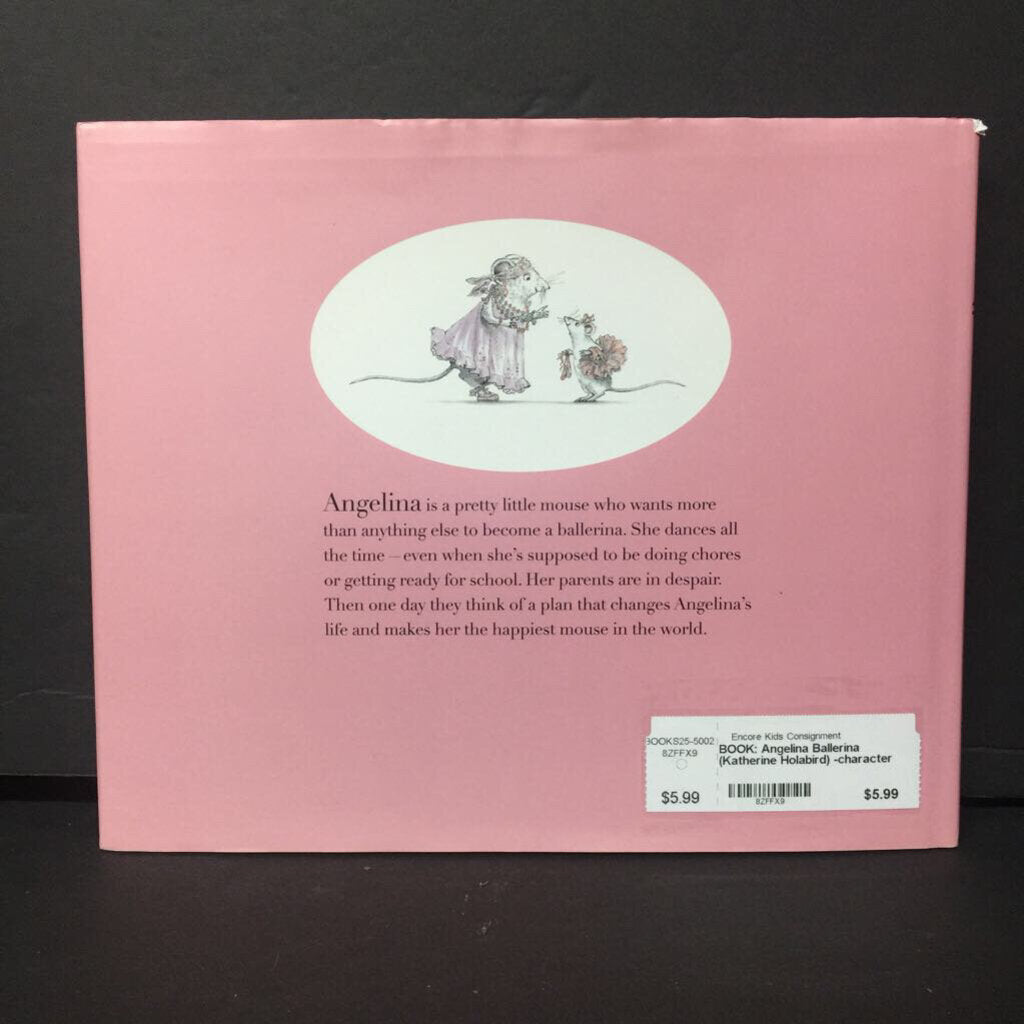 Angelina is a pretty little mouse who wants more
than anything else to become a ballerina. She dances all
the time – even when she's supposed to be doing chores
or getting ready for school. Her parents are in despair.
Then one day they think of a plan that changes Angelina's
life and makes her the happiest mouse in the world.
BOOKS25-5002
8ZFFX9
$5.99
Encore Kids Consignment
BOOK: Angelina Ballerina
(Katherine Holabird) -character
8ZFFX9
$5.99